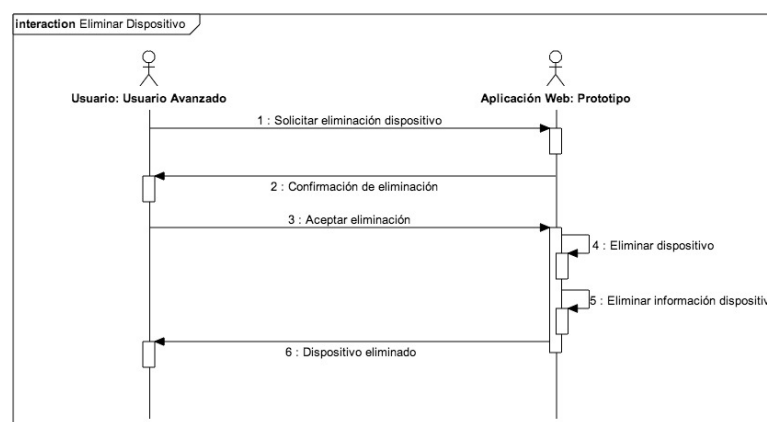 interaction Eliminar Dispositivo
Usuario: Usuario Avanzado
Aplicación Web: Prototipo
1 : Solicitar eliminación dispositivo
2 : Confirmación de eliminación
3 : Aceptar eliminación
4 : Eliminar dispositivo
5 : Eliminar información dispositiv
6 : Dispositivo eliminado